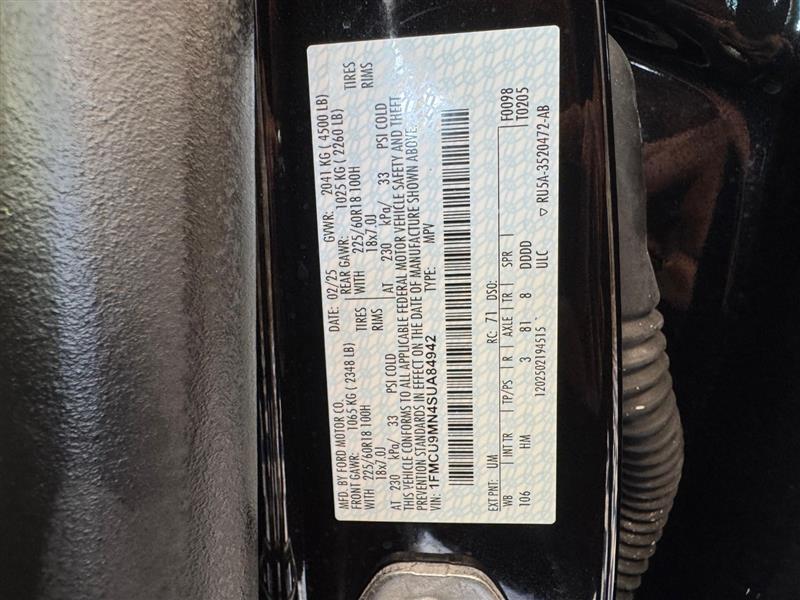 MFD. BY FORD MOTOR CO.
DATE: 02/25 GVWR: 2041 KG ( 4500 LB)
FRONT GAWR: 1065 KG ( 2348 LB) REAR GAWR: 1025 KG ( 2260 LB)
WITH 225/60R18 100H TIRES WITH 225/60R18 100H TIRES
18x7.0J RIMS 18x7.0J RIMS
AT 230 kPa/ 33 PSI COLD AT 230 kPa/ 33 PSI COLD
THIS VEHICLE CONFORMS TO ALL APPLICABLE FEDERAL MOTOR VEHICLE SAFETY AND THEFT
PREVENTION STANDARDS IN EFFECT ON THE DATE OF MANUFACTURE SHOWN ABOVE.
VIN: 1FMCU9MN4SUA84942 TYPE: MPV
EXT PNT: UM RC: 71 DSO: F0098
WB INT TR TP/PS R AXLE TR SPR T0205
106 HM 3 81 8 DDDD
1202502194515 ULC ▽ RU5A-3520472-AB